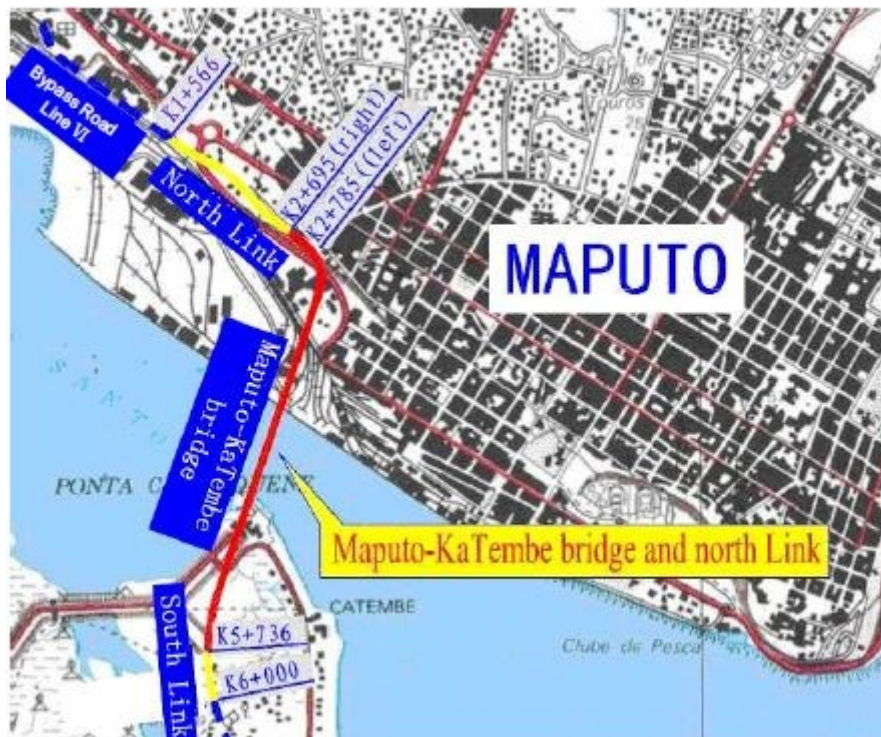 Bypass Road
Line VI
K1+566
K2+695(right)
K2+785((left)
North Link
MAPUTO
Maputo-KaTembe
bridge
PONTA
Maputo-KaTembe bridge and north Link
CATEMBE
South Link
K5+736
K6+000
Clube de Pesca